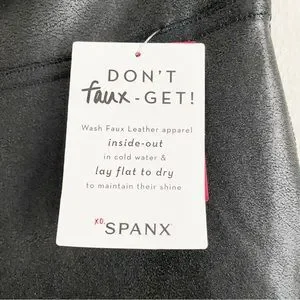 DON'T
faux-GET!
Wash Faux Leather apparel
inside-out
in cold water &
lay flat to dry
to maintain their shine
xo, SPANX